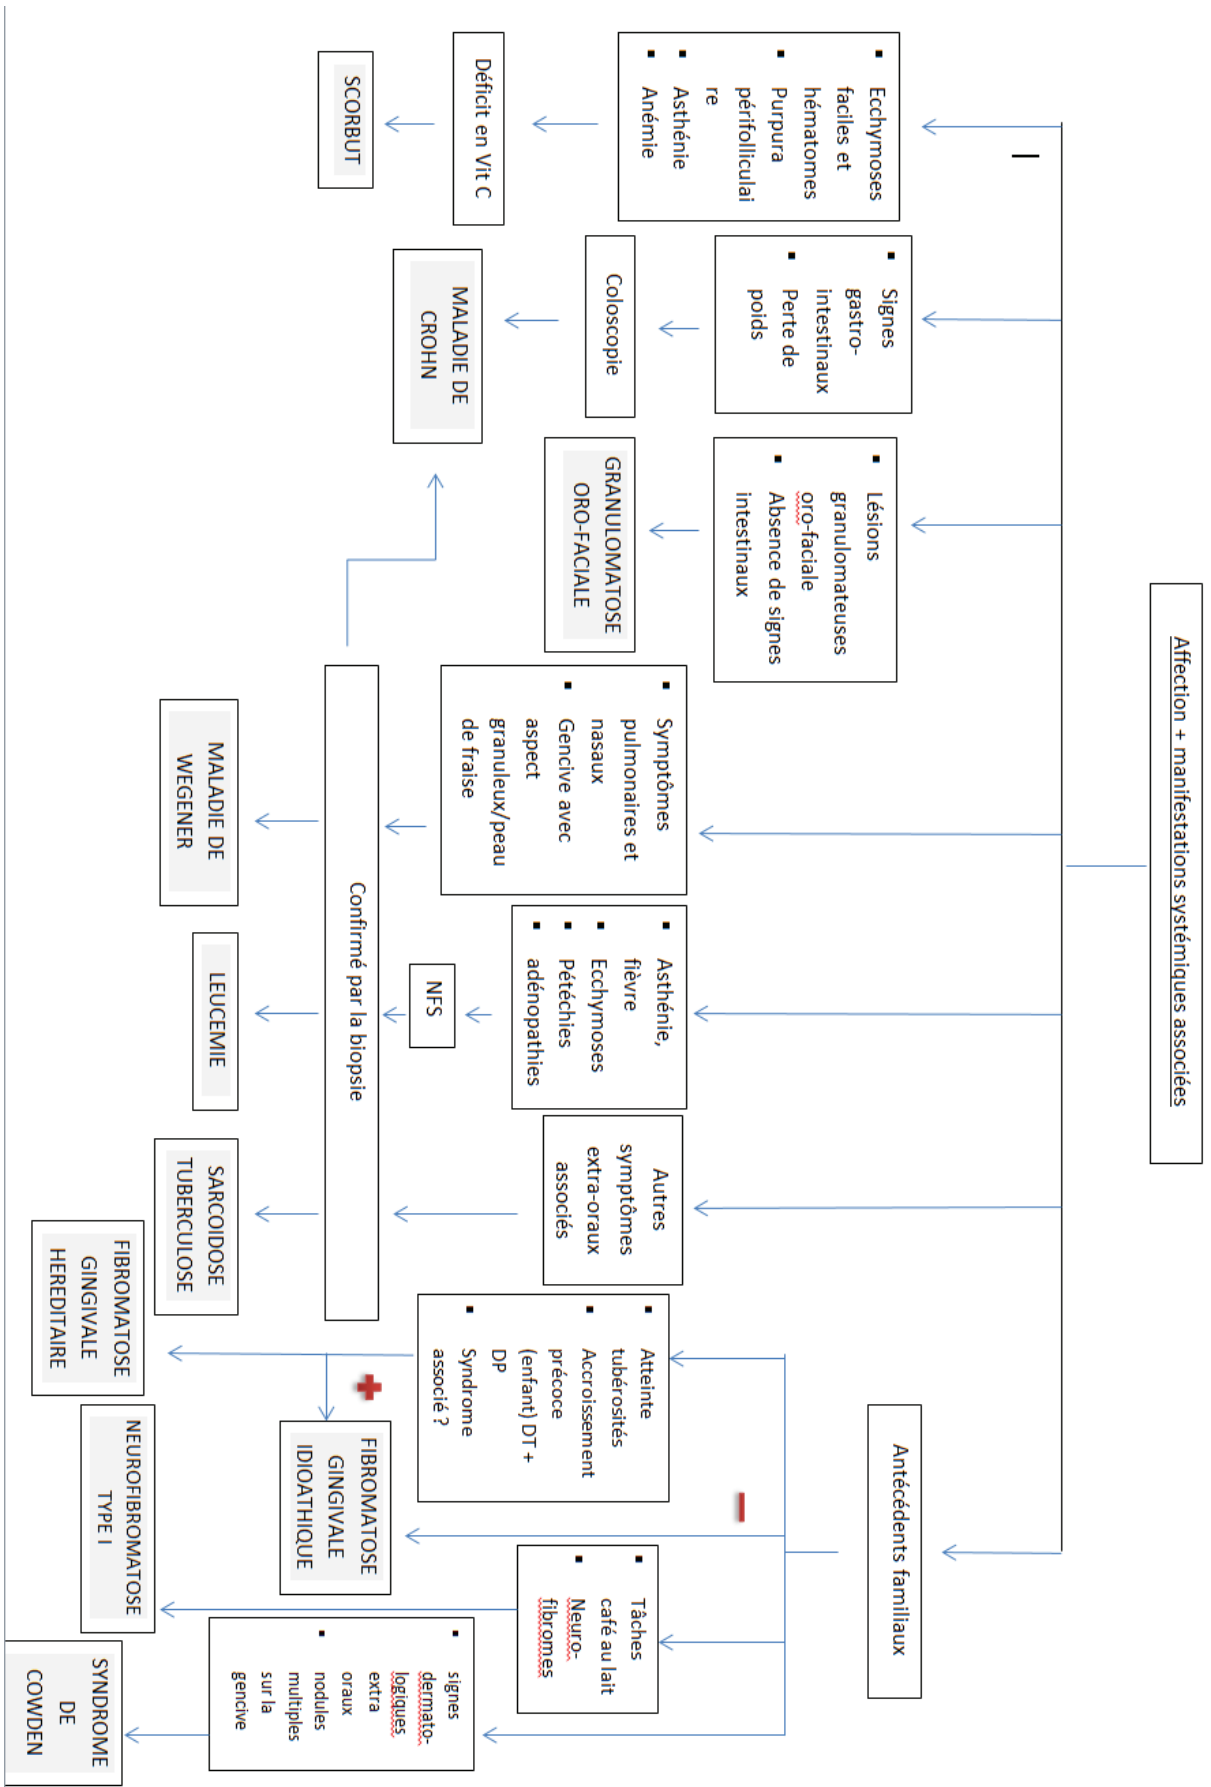 Affection + manifestations systémiques associées
▪ Ecchymoses
faciles et
hématomes
▪ Purpura
périfolliculai
re
▪ Asthénie
▪ Anémie
Déficit en Vit C
SCORBUT
▪ Signes
gastro-
intestinaux
▪ Perte de
poids
Coloscopie
MALADIE DE
CROHN
▪ Lésions
granulomateuses
oro-faciale
▪ Absence de signes
intestinaux
GRANULOMATOSE
ORO-FACIALE
▪ Symptômes
pulmonaires et
nasaux
▪ Gencive avec
aspect
granuleux/peau
de fraise
▪ Asthénie,
fièvre
▪ Ecchymoses
▪ Pétéchies
▪ adénopathies
NFS
Autres
symptômes
extra-oraux
associés
Confirmé par la biopsie
MALADIE DE
WEGENER
LEUCEMIE
SARCOIDOSE
TUBERCULOSE
Antécédents familiaux
▪ Atteinte
tubérosités
▪ Accroissement
précoce
(enfant) DT +
DP
▪ Syndrome
associé ?
+
−
FIBROMATOSE
GINGIVALE
HEREDITAIRE
FIBROMATOSE
GINGIVALE
IDIOATHIQUE
▪ Tâches
café au lait
▪ Neuro-
fibromes
NEUROFIBROMATOSE
TYPE I
▪ signes
dermato-
logiques
extra
oraux
▪ nodules
multiples
sur la
gencive
SYNDROME
DE
COWDEN